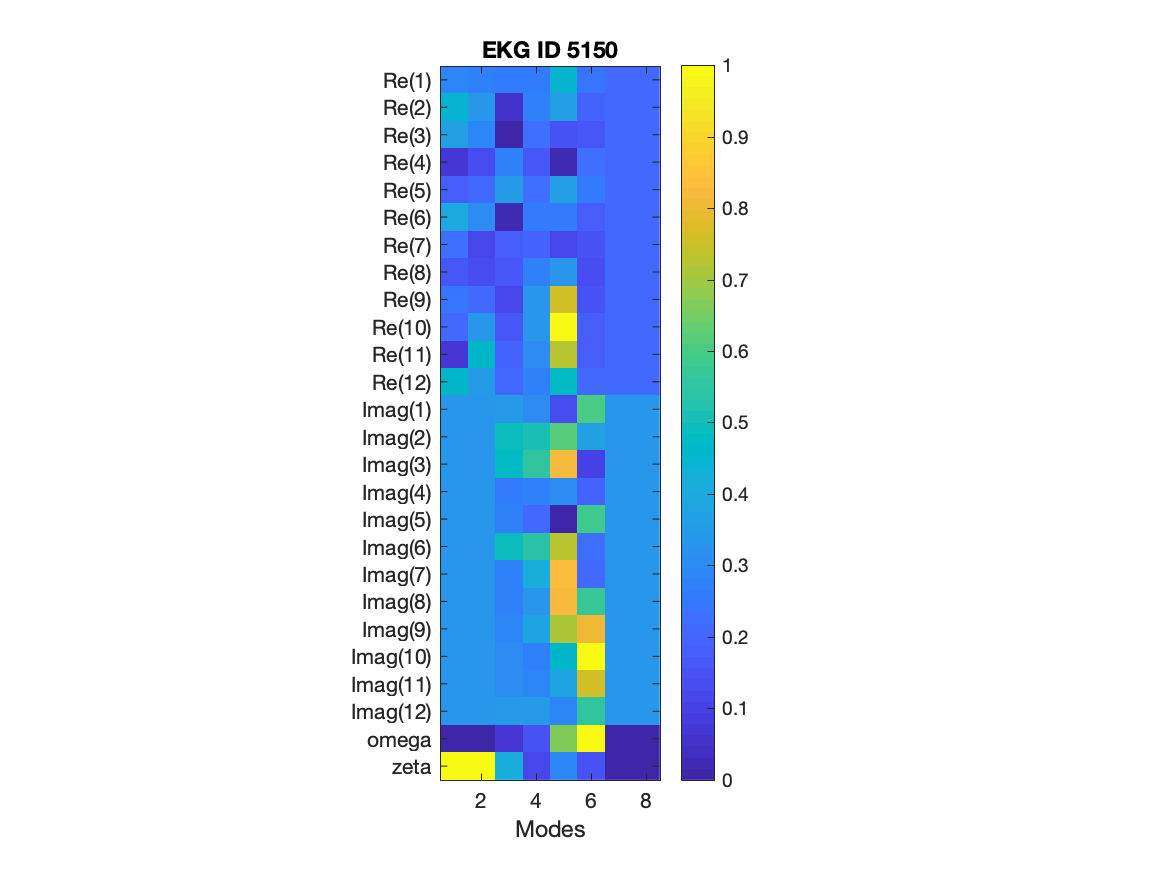 EKG ID 5150
Re(1)
Re(2)
Re(3)
Re(4)
Re(5)
Re(6)
Re(7)
Re(8)
Re(9)
Re(10)
Re(11)
Re(12)
Imag(1)
Imag(2)
Imag(3)
Imag(4)
Imag(5)
Imag(6)
Imag(7)
Imag(8)
Imag(9)
Imag(10)
Imag(11)
Imag(12)
omega
zeta
2 4 6 8
Modes
1
0.9
0.8
0.7
0.6
0.5
0.4
0.3
0.2
0.1
0